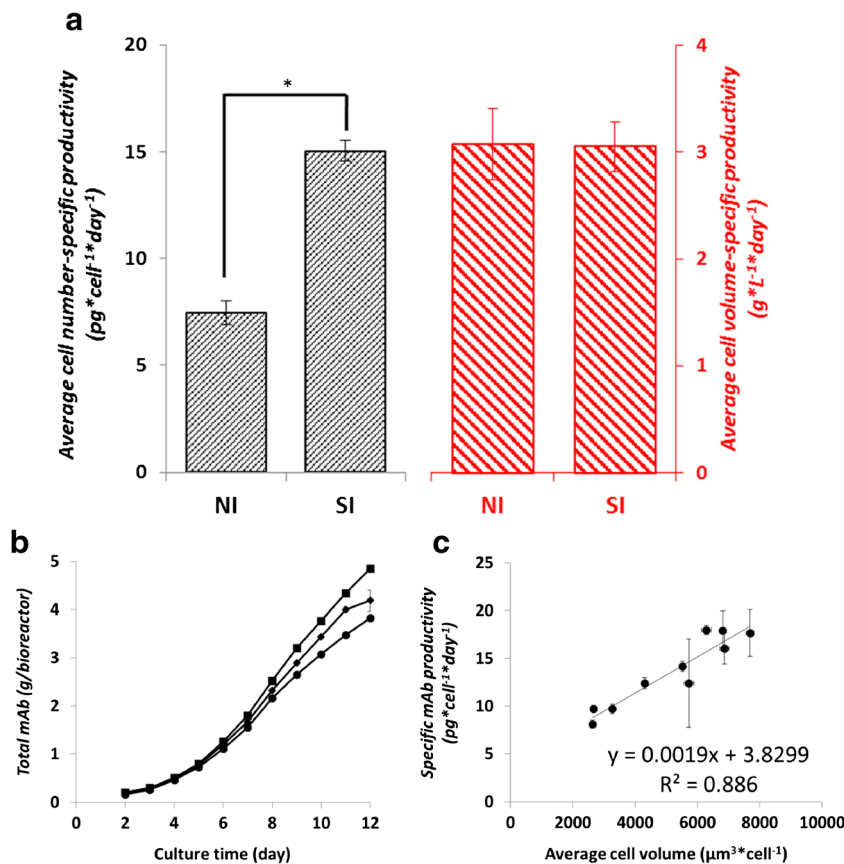 a
Average cell number-specific productivity
(pg*cell⁻¹*day⁻¹)
20
15
10
5
0
*
NI
SI
4
3
2
1
0
Average cell volume-specific productivity
(g*L⁻¹*day⁻¹)
NI
SI
b
Total mAb (g/bioreactor)
5
4
3
2
1
0
0
2
4
6
8
10
12
Culture time (day)
c
Specific mAb productivity
(pg*cell⁻¹*day⁻¹)
25
20
15
10
5
0
y = 0.0019x + 3.8299
R² = 0.886
0
2000
4000
6000
8000
10000
Average cell volume (μm³*cell⁻¹)